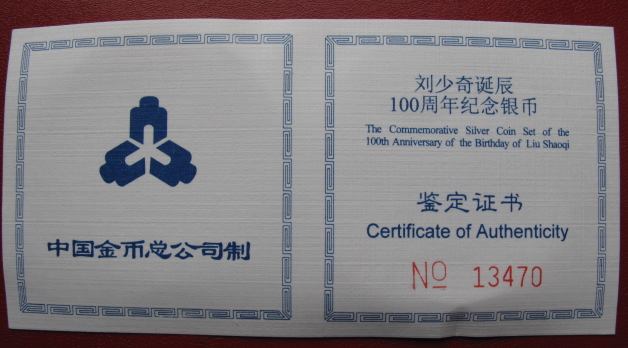 中国金币总公司制
刘少奇诞辰
100周年纪念银币
The Commemorative Silver Coin Set of the
100th Anniversary of the Birthday of Liu Shaoqi
鉴定证书
Certificate of Authenticity
No 13470